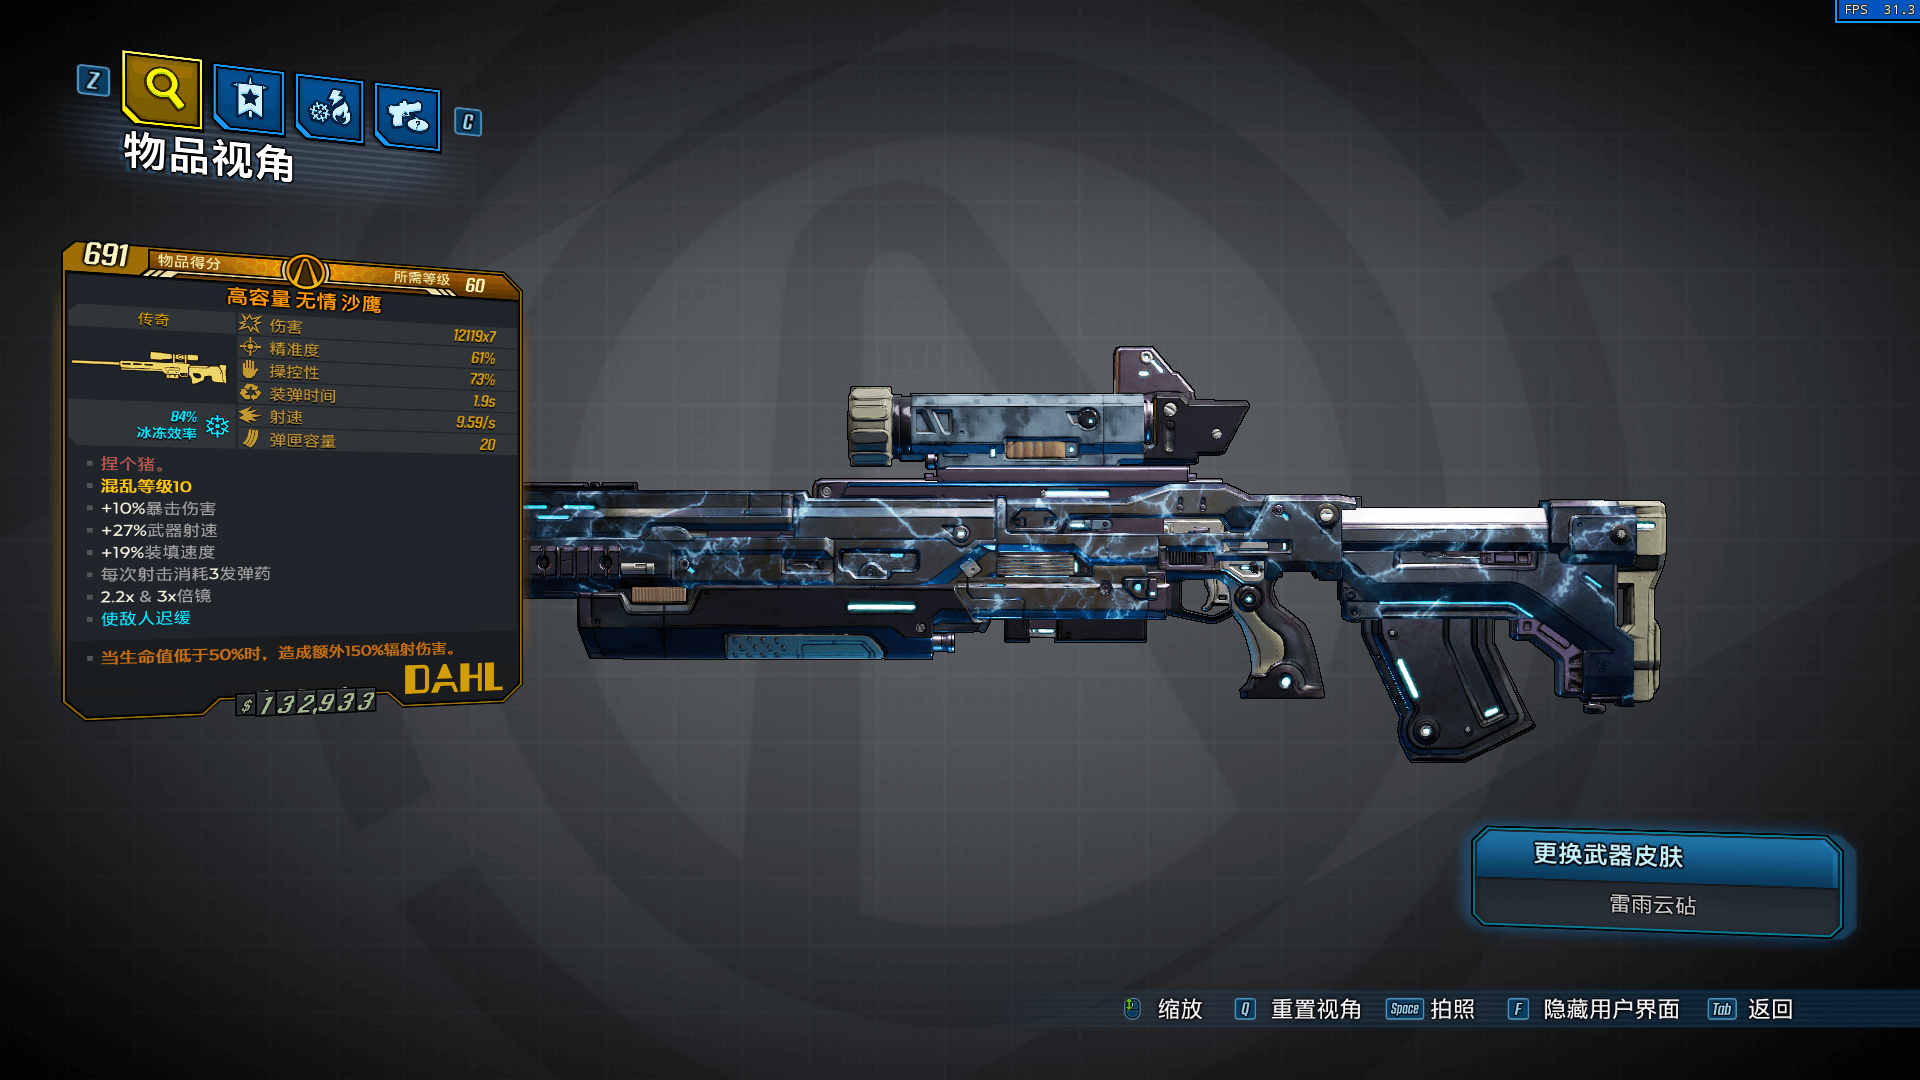 FPS 31.3
Z
C
物品视角
691 物品得分
所需等级 60
高容量 无情 沙鹰
传奇
伤害 12119x7
精准度 61%
操控性 73%
装弹时间 1.9s
射速 9.59/s
弹匣容量 20
84%
冰冻效率
捏个猪。
混乱等级10
+10%暴击伤害
+27%武器射速
+19%装填速度
每次射击消耗3发弹药
2.2x & 3x倍镜
使敌人迟缓
当生命值低于50%时，造成额外150%辐射伤害。
DAHL
$ 132,933
更换武器皮肤
雷雨云砧
缩放 Q 重置视角 Space 拍照 F 隐藏用户界面 Tab 返回